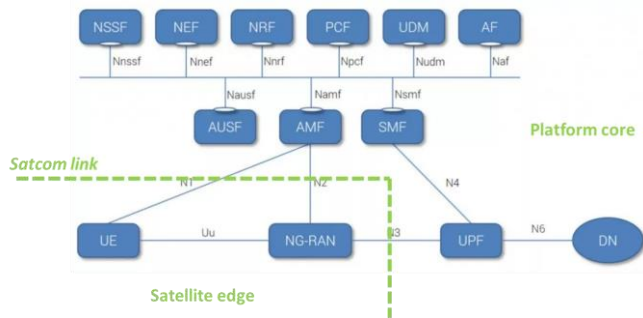 NSSF NEF NRF PCF UDM AF
Nnssf Nnef Nnrf Npcf Nudm Naf
Nausf Namf Nsmf
AUSF AMF SMF
Platform core
Satcom link
N1 N2 N4
UE Uu NG-RAN N3 UPF N6 DN
Satellite edge